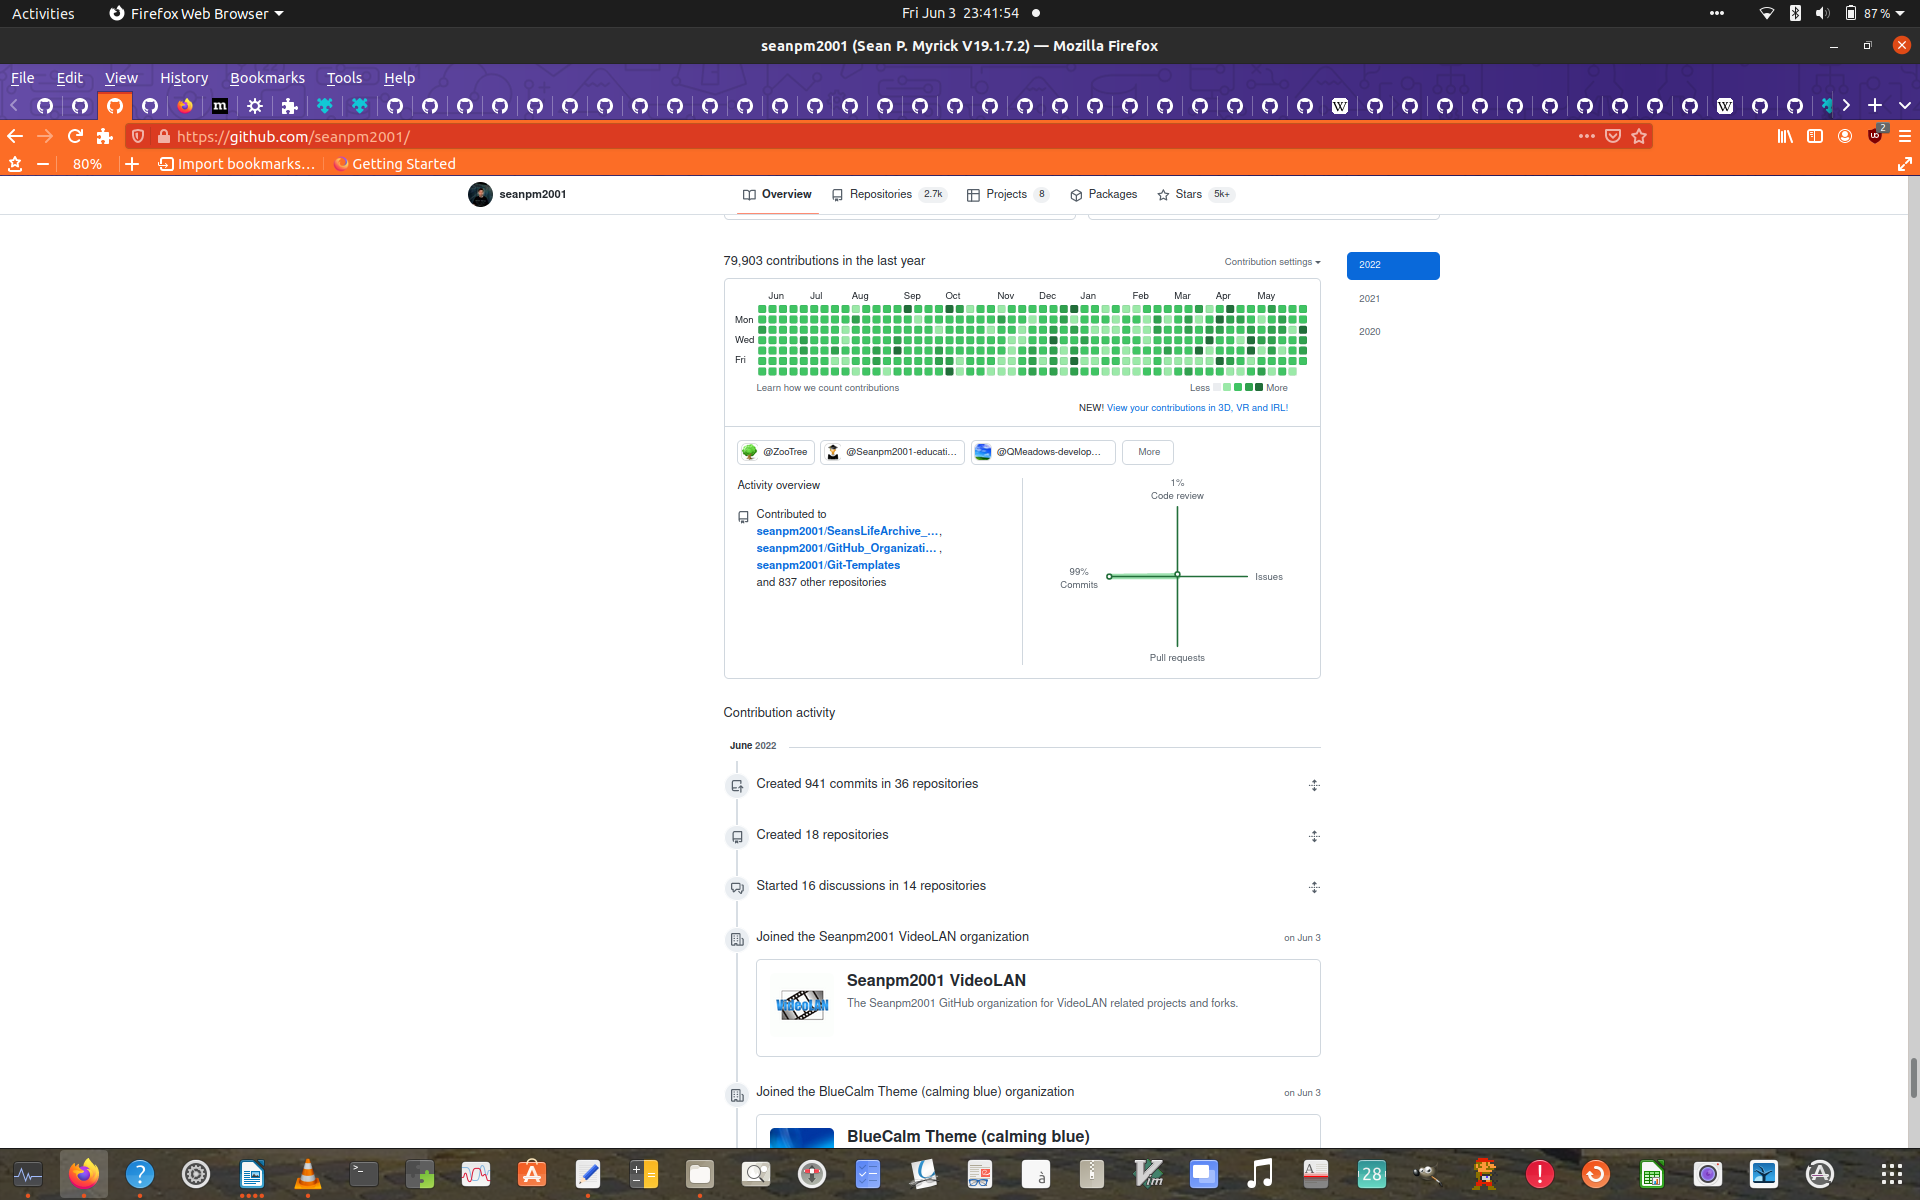 Activities
Firefox Web Browser
Fri Jun 3 23:41:54
87 %
seanpm2001 (Sean P. Myrick V19.1.7.2) — Mozilla Firefox
File Edit View History Bookmarks Tools Help
https://github.com/seanpm2001/
2
80%
Import bookmarks…
Getting Started
seanpm2001
Overview
Repositories 2.7k
Projects 8
Packages
Stars 5k+
79,903 contributions in the last year
Contribution settings
2022
2021
2020
Jun Jul Aug Sep Oct Nov Dec Jan Feb Mar Apr May
Mon
Wed
Fri
Learn how we count contributions
Less More
NEW! View your contributions in 3D, VR and IRL!
@ZooTree
@Seanpm2001-educati…
@QMeadows-develop…
More
Activity overview
Contributed to
seanpm2001/SeansLifeArchive_…,
seanpm2001/GitHub_Organizati… ,
seanpm2001/Git-Templates
and 837 other repositories
1%
Code review
99%
Commits
Issues
Pull requests
Contribution activity
June 2022
Created 941 commits in 36 repositories
Created 18 repositories
Started 16 discussions in 14 repositories
Joined the Seanpm2001 VideoLAN organization
on Jun 3
VideoLAN
Seanpm2001 VideoLAN
The Seanpm2001 GitHub organization for VideoLAN related projects and forks.
Joined the BlueCalm Theme (calming blue) organization
on Jun 3
BlueCalm Theme (calming blue)
28